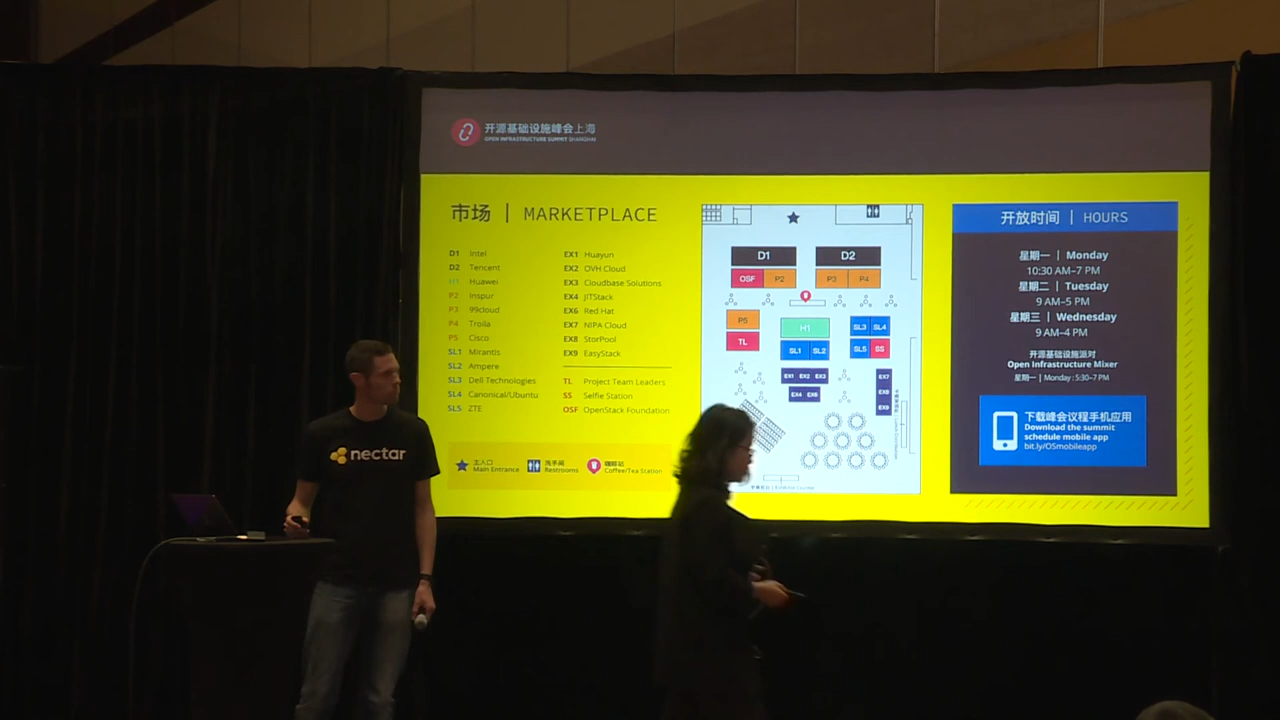 开源基础设施峰会上海
OPEN INFRASTRUCTURE SUMMIT SHANGHAI
市场 | MARKETPLACE
D1 Intel
D2 Tencent
H1 Huawei
P2 Inspur
P3 99cloud
P4 Troila
P5 Cisco
SL1 Mirantis
SL2 Ampere
SL3 Dell Technologies
SL4 Canonical/Ubuntu
SL5 ZTE
EX1 Huayun
EX2 OVH Cloud
EX3 Cloudbase Solutions
EX4 JITStack
EX6 Red Hat
EX7 NIPA Cloud
EX8 StorPool
EX9 EasyStack
TL Project Team Leaders
SS Selfie Station
OSF OpenStack Foundation
主入口
Main Entrance
洗手间
Restrooms
咖啡站
Coffee/Tea Station
D1 D2
OSF P2 P3 P4
P5 H1 SL3 SL4
TL SL1 SL2 SL5 SS
EX1 EX2 EX3 EX7
EX4 EX6 EX8
EX9
开放时间 | HOURS
星期一 | Monday
10:30 AM–7 PM
星期二 | Tuesday
9 AM–5 PM
星期三 | Wednesday
9 AM–4 PM
开源基础设施派对
Open Infrastructure Mixer
星期一 | Monday: 5:30–7 PM
下载峰会议程手机应用
Download the summit
schedule mobile app
bit.ly/OSmobileapp
nectar